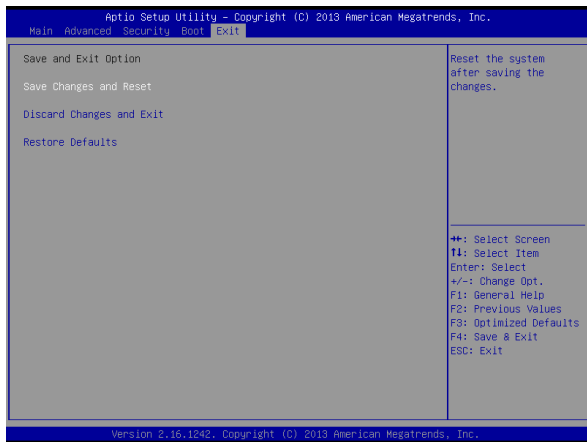 Aptio Setup Utility – Copyright (C) 2013 American Megatrends, Inc.
Main Advanced Security Boot Exit
Save and Exit Option
Save Changes and Reset
Discard Changes and Exit
Restore Defaults
Reset the system
after saving the
changes.
→←: Select Screen
↑↓: Select Item
Enter: Select
+/-: Change Opt.
F1: General Help
F2: Previous Values
F3: Optimized Defaults
F4: Save & Exit
ESC: Exit
Version 2.16.1242. Copyright (C) 2013 American Megatrends, Inc.